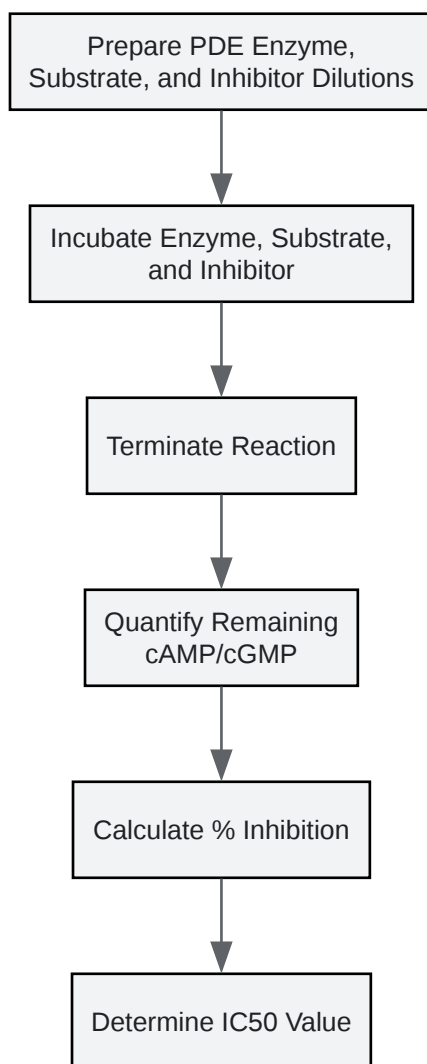 Prepare PDE Enzyme,
Substrate, and Inhibitor Dilutions
Incubate Enzyme, Substrate,
and Inhibitor
Terminate Reaction
Quantify Remaining
cAMP/cGMP
Calculate % Inhibition
Determine IC50 Value